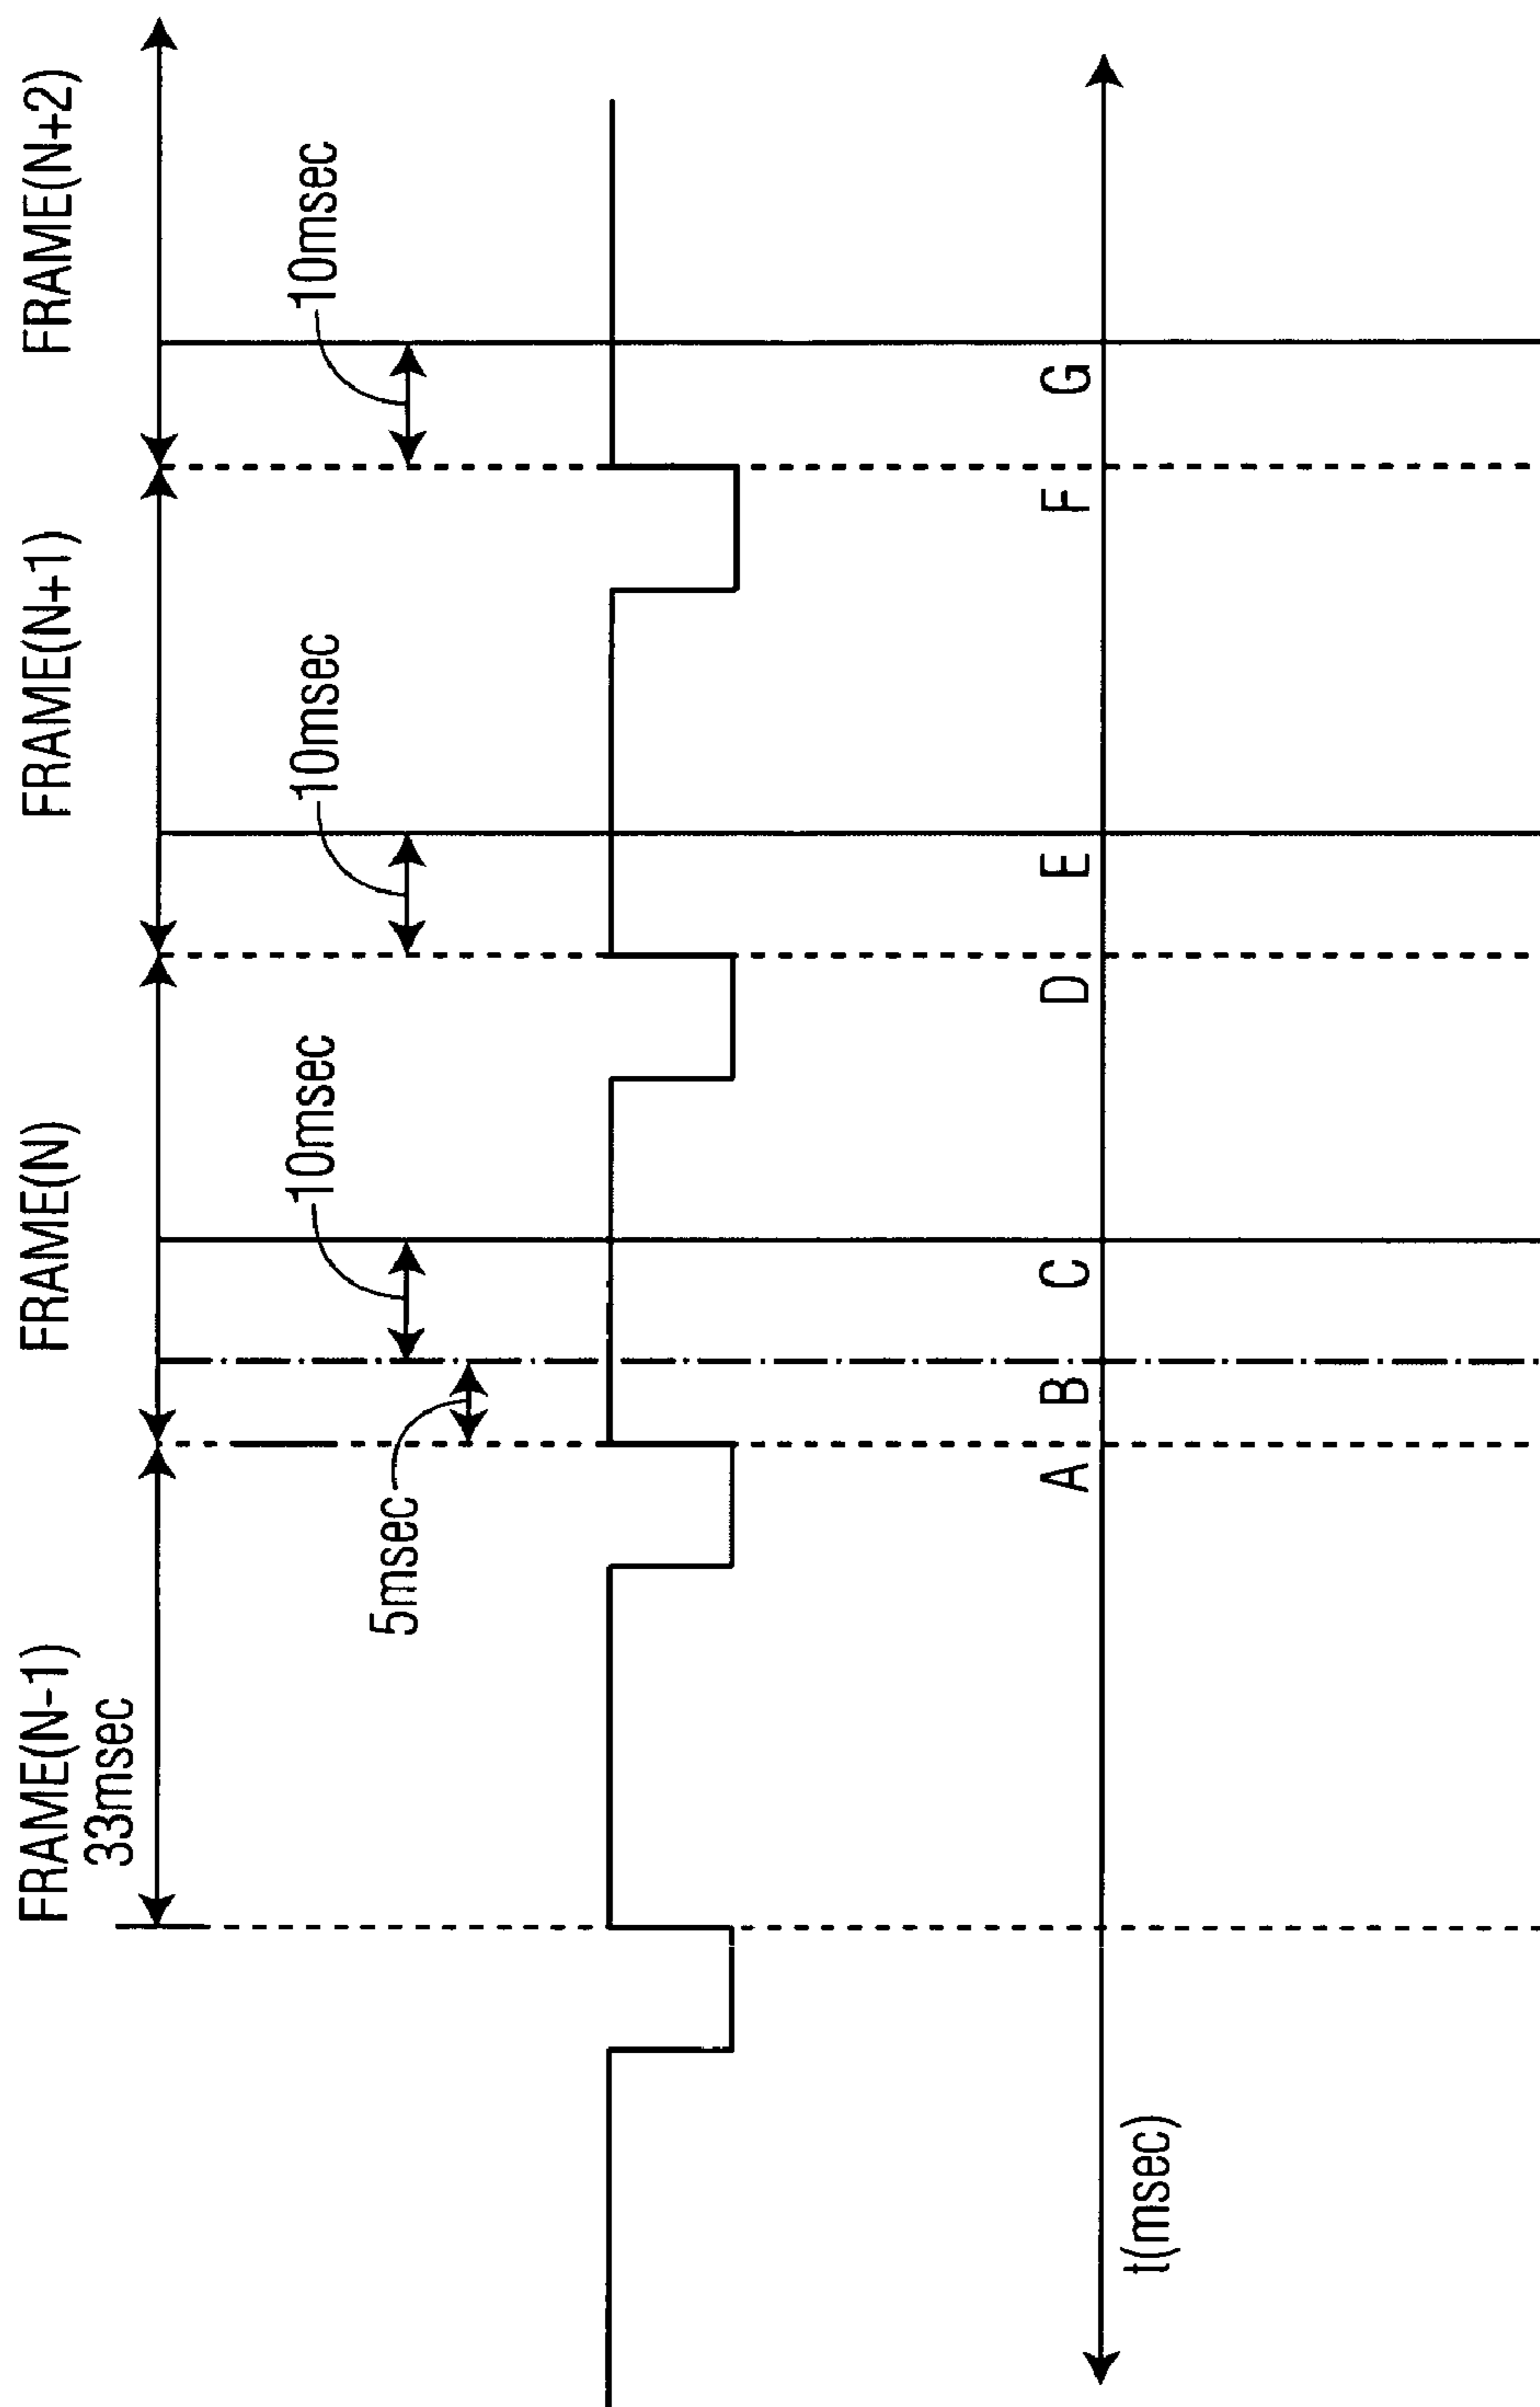 FRAME(N-1)
FRAME(N)
FRAME(N+1)
FRAME(N+2)
33msec
10msec
10msec
10msec
5msec
A
B
C
D
E
F
G
t(msec)